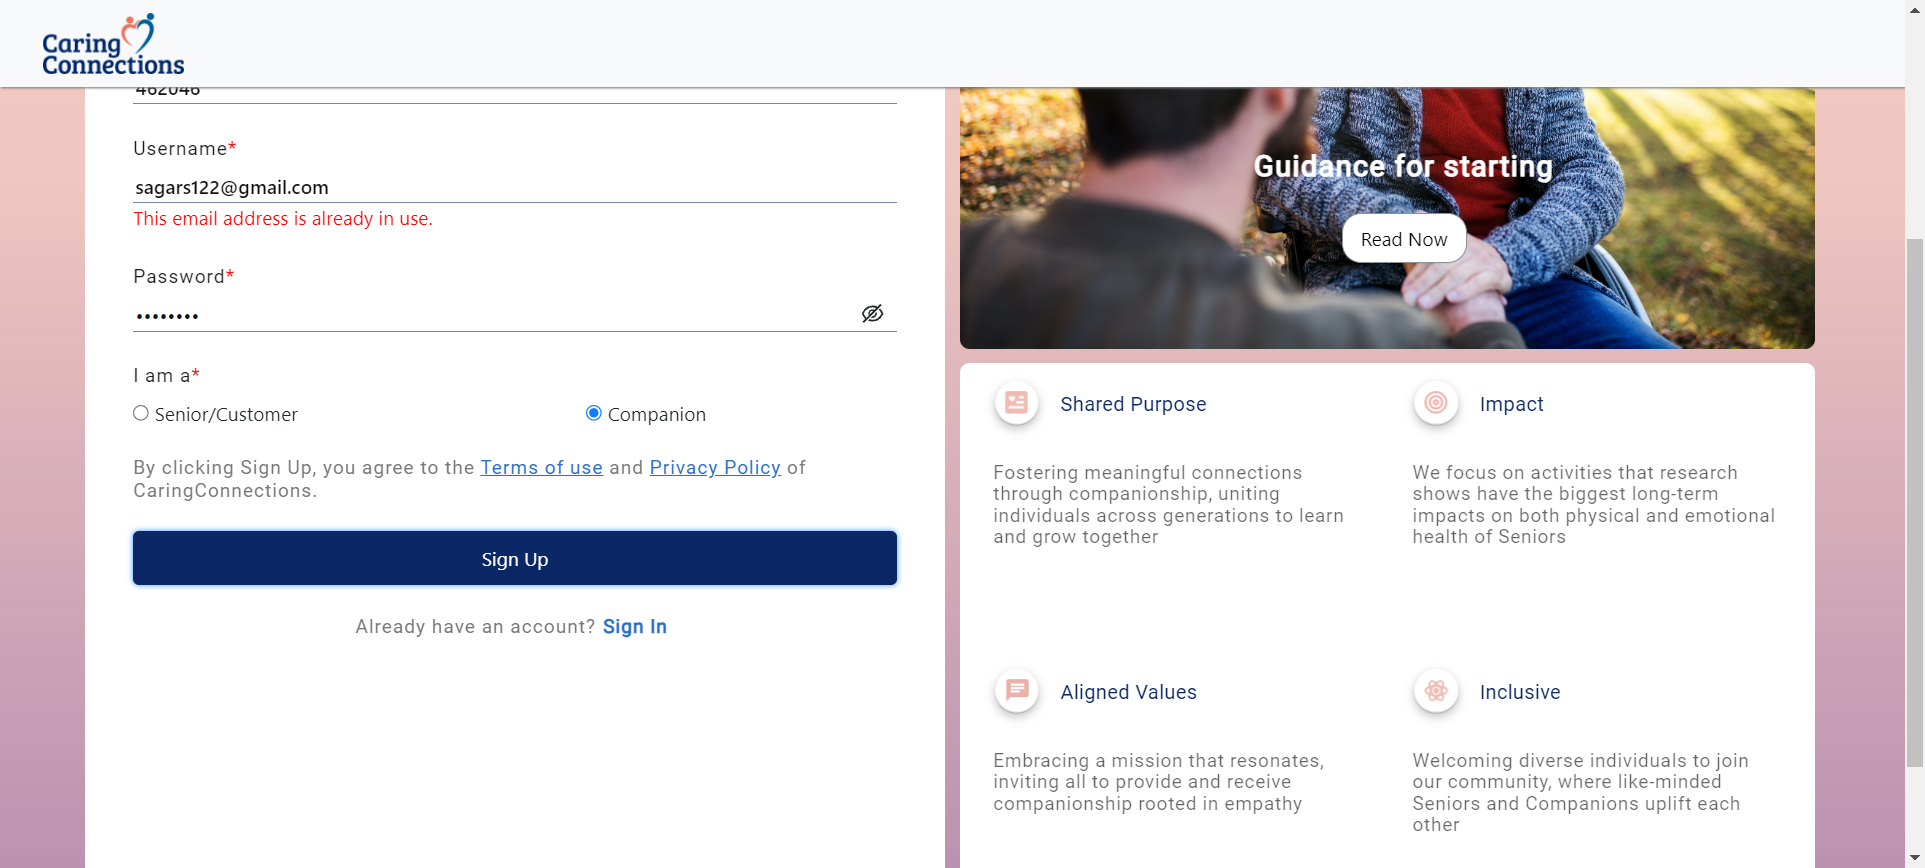 Caring
Connections
462046
Username*
sagars122@gmail.com
This email address is already in use.
Password*
••••••••
I am a*
Senior/Customer
Companion
By clicking Sign Up, you agree to the Terms of use and Privacy Policy of
CaringConnections.
Sign Up
Already have an account? Sign In
Guidance for starting
Read Now
Shared Purpose
Fostering meaningful connections
through companionship, uniting
individuals across generations to learn
and grow together
Impact
We focus on activities that research
shows have the biggest long-term
impacts on both physical and emotional
health of Seniors
Aligned Values
Embracing a mission that resonates,
inviting all to provide and receive
companionship rooted in empathy
Inclusive
Welcoming diverse individuals to join
our community, where like-minded
Seniors and Companions uplift each
other